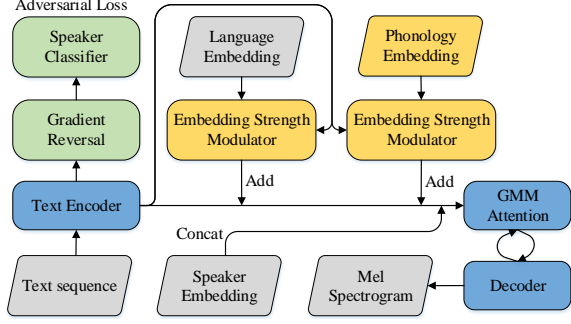 Adversarial Loss
Speaker
Classifier
Language
Embedding
Phonology
Embedding
Gradient
Reversal
Embedding Strength
Modulator
Embedding Strength
Modulator
Add
Add
Text Encoder
GMM
Attention
Concat
Text sequence
Speaker
Embedding
Mel
Spectrogram
Decoder